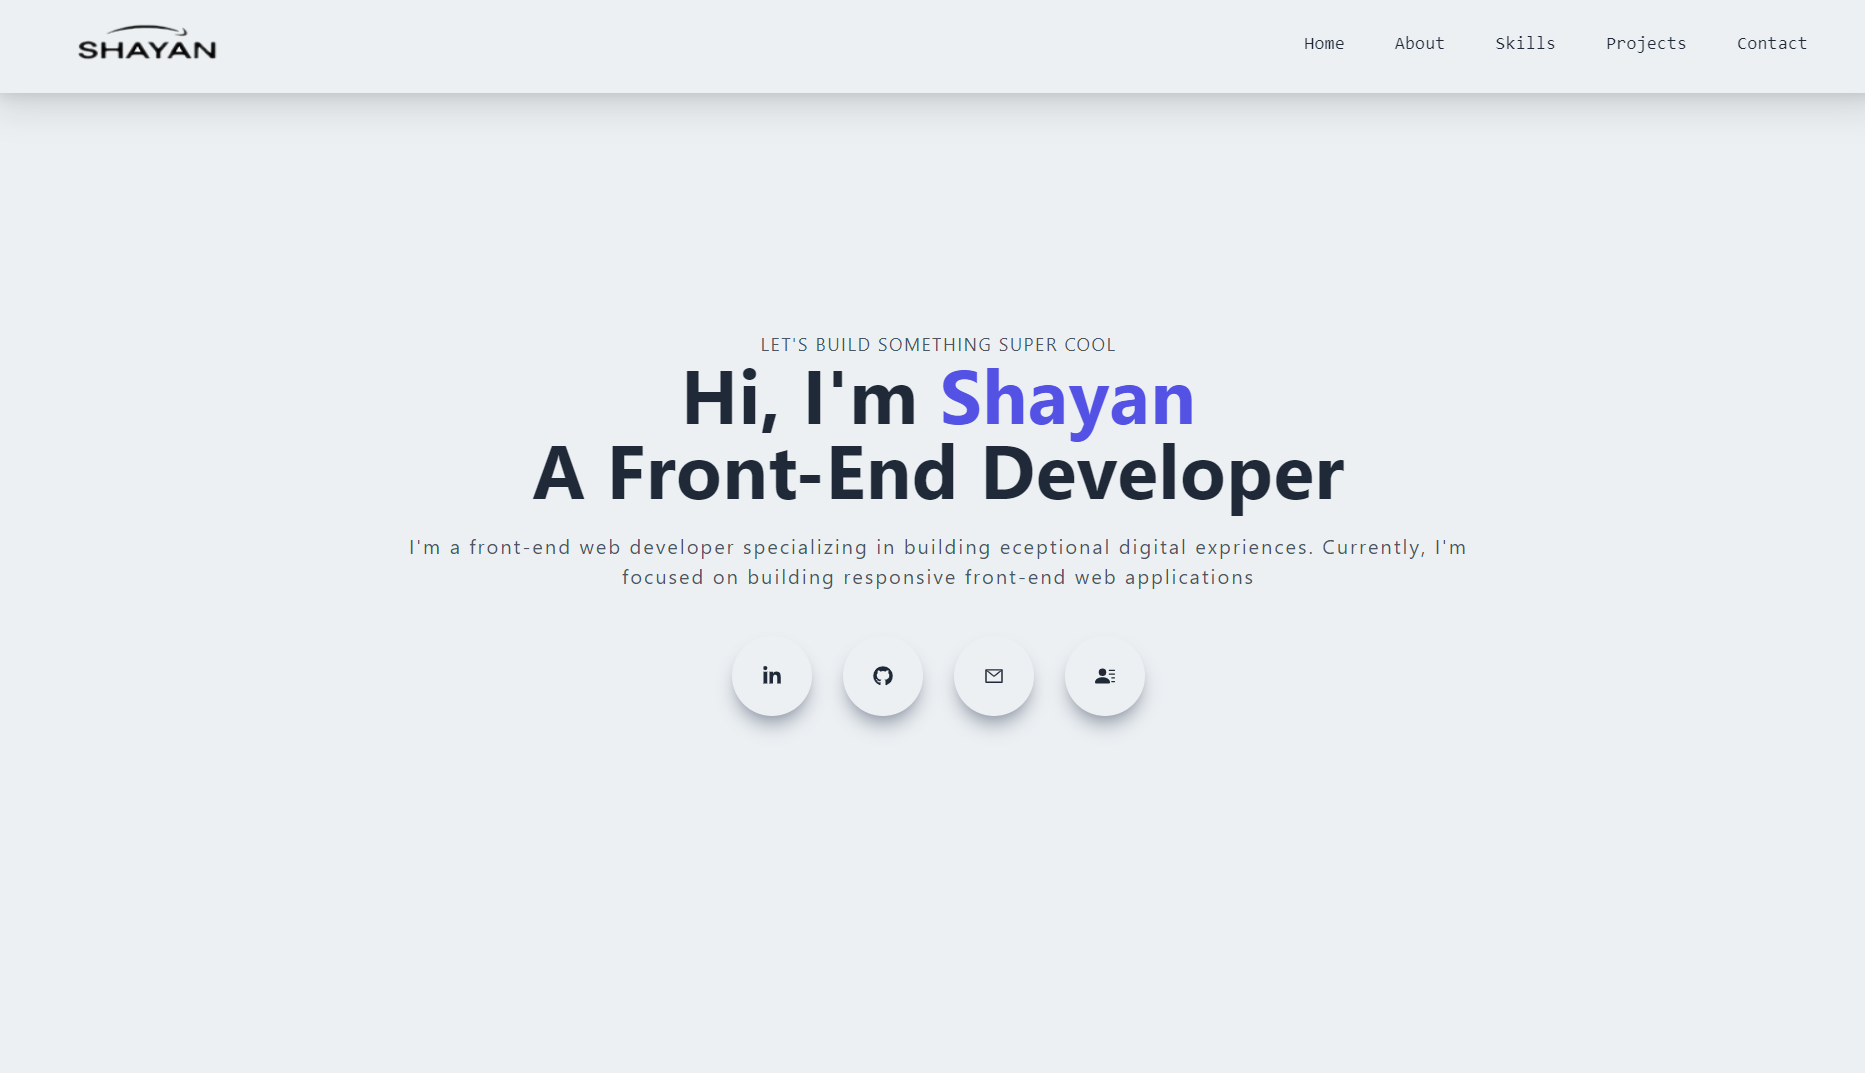 SHAYAN
Home About Skills Projects Contact
LET'S BUILD SOMETHING SUPER COOL
Hi, I'm Shayan
A Front-End Developer
I'm a front-end web developer specializing in building eceptional digital expriences. Currently, I'm
focused on building responsive front-end web applications
in